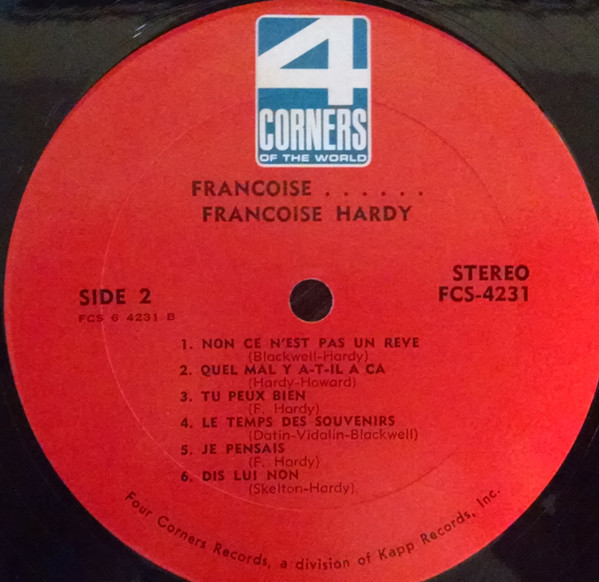 4
CORNERS
OF THE WORLD
FRANCOISE . . . . . .
FRANCOISE HARDY
SIDE 2
FCS 6 4231 B
STEREO
FCS-4231
1. NON CE N'EST PAS UN REVE
(Blackwell-Hardy)
2. QUEL MAL Y A-T-IL A CA
(Hardy-Howard)
3. TU PEUX BIEN
(F. Hardy)
4. LE TEMPS DES SOUVENIRS
(Datin-Vidalin-Blackwell)
5. JE PENSAIS
(F. Hardy)
6. DIS LUI NON
(Skelton-Hardy)
Four Corners Records, a division of Kapp Records, Inc.